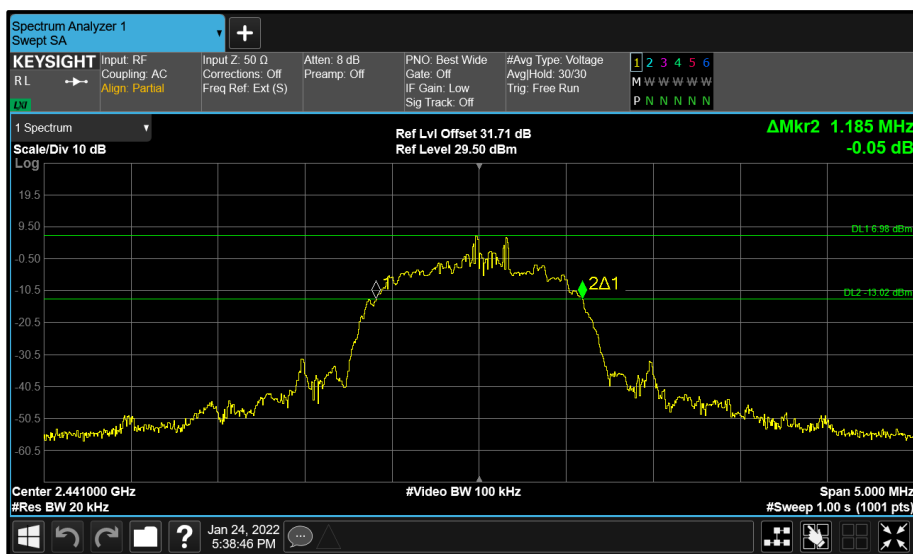 Spectrum Analyzer 1
Swept SA
KEYSIGHT
RL
LXI
Input: RF
Coupling: AC
Align: Partial
Input Z: 50 Ω
Corrections: Off
Freq Ref: Ext (S)
Atten: 8 dB
Preamp: Off
PNO: Best Wide
Gate: Off
IF Gain: Low
Sig Track: Off
#Avg Type: Voltage
Avg|Hold: 30/30
Trig: Free Run
1 2 3 4 5 6
M W W W W W
P N N N N N
1 Spectrum
Scale/Div 10 dB
Log
Ref Lvl Offset 31.71 dB
Ref Level 29.50 dBm
ΔMkr2 1.185 MHz
-0.05 dB
19.5
9.50
-0.50
-10.5
-20.5
-30.5
-40.5
-50.5
-60.5
DL1 6.98 dBm
1
2Δ1
DL2 -13.02 dBm
Center 2.441000 GHz
#Res BW 20 kHz
#Video BW 100 kHz
Span 5.000 MHz
#Sweep 1.00 s (1001 pts)
?
Jan 24, 2022
5:38:46 PM